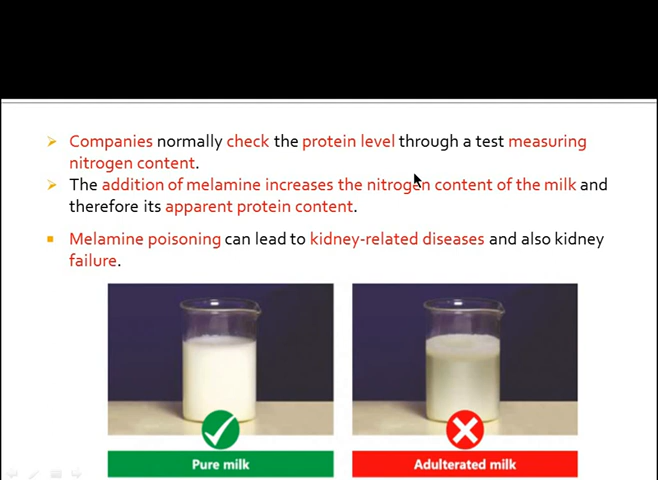 Companies normally check the protein level through a test measuring
nitrogen content.
The addition of melamine increases the nitrogen content of the milk and
therefore its apparent protein content.
Melamine poisoning can lead to kidney-related diseases and also kidney
failure.
Pure milk
Adulterated milk